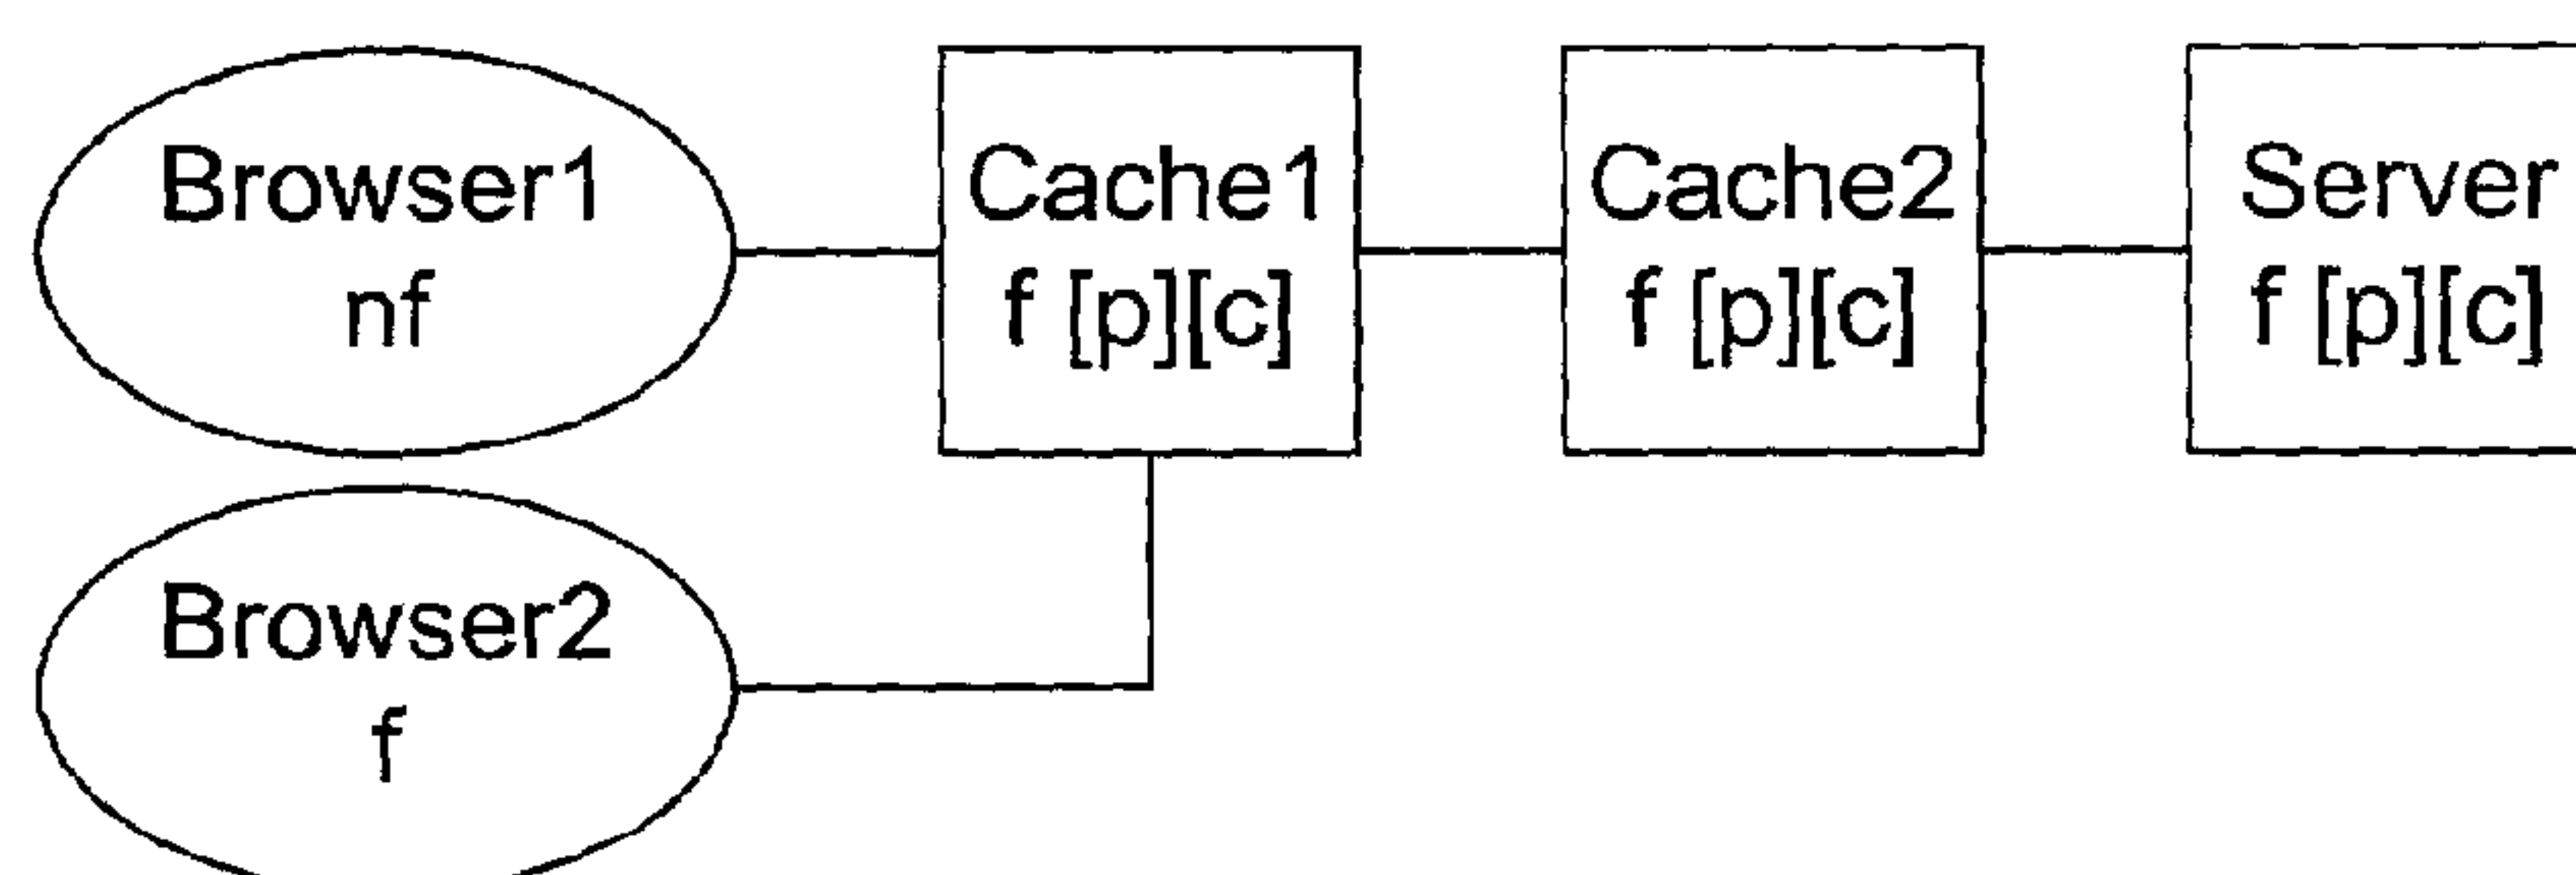 Browser1
nf
Cache1
f [p][c]
Cache2
f [p][c]
Server
f [p][c]
Browser2
f